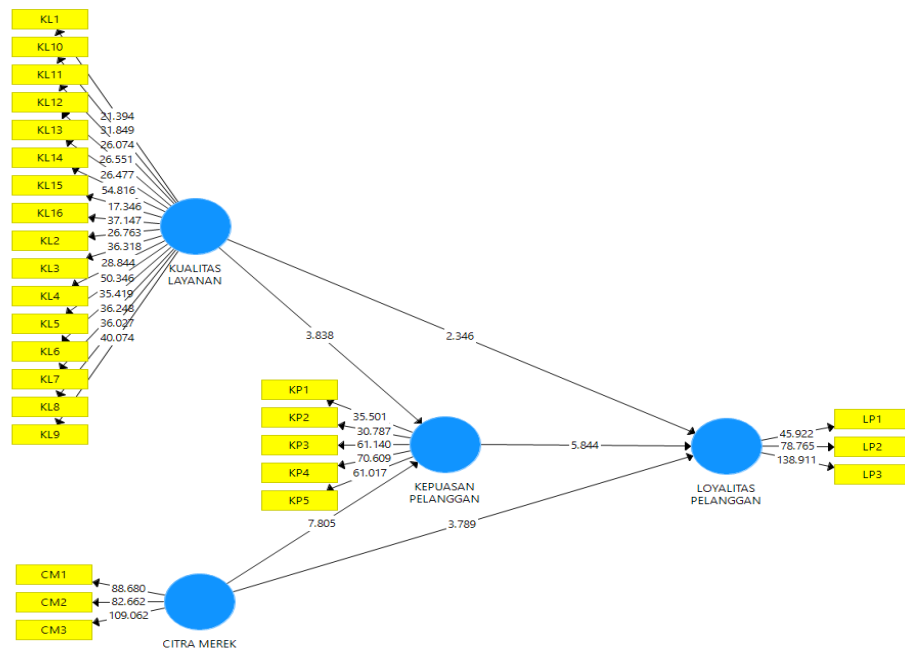 KL1
KL10
KL11
KL12
KL13
KL14
KL15
KL16
KL2
KL3
KL4
KL5
KL6
KL7
KL8
KL9
21.394
31.849
26.074
26.551
26.477
54.816
17.346
37.147
26.763
36.318
28.844
50.346
35.419
36.248
36.027
40.074
KUALITAS
LAYANAN
3.838
2.346
KP1
KP2
KP3
KP4
KP5
35.501
30.787
61.140
70.609
61.017
KEPUASAN
PELANGGAN
5.844
LOYALITAS
PELANGGAN
45.922
78.765
138.911
LP1
LP2
LP3
7.805
3.789
CM1
CM2
CM3
88.680
82.662
109.062
CITRA MEREK